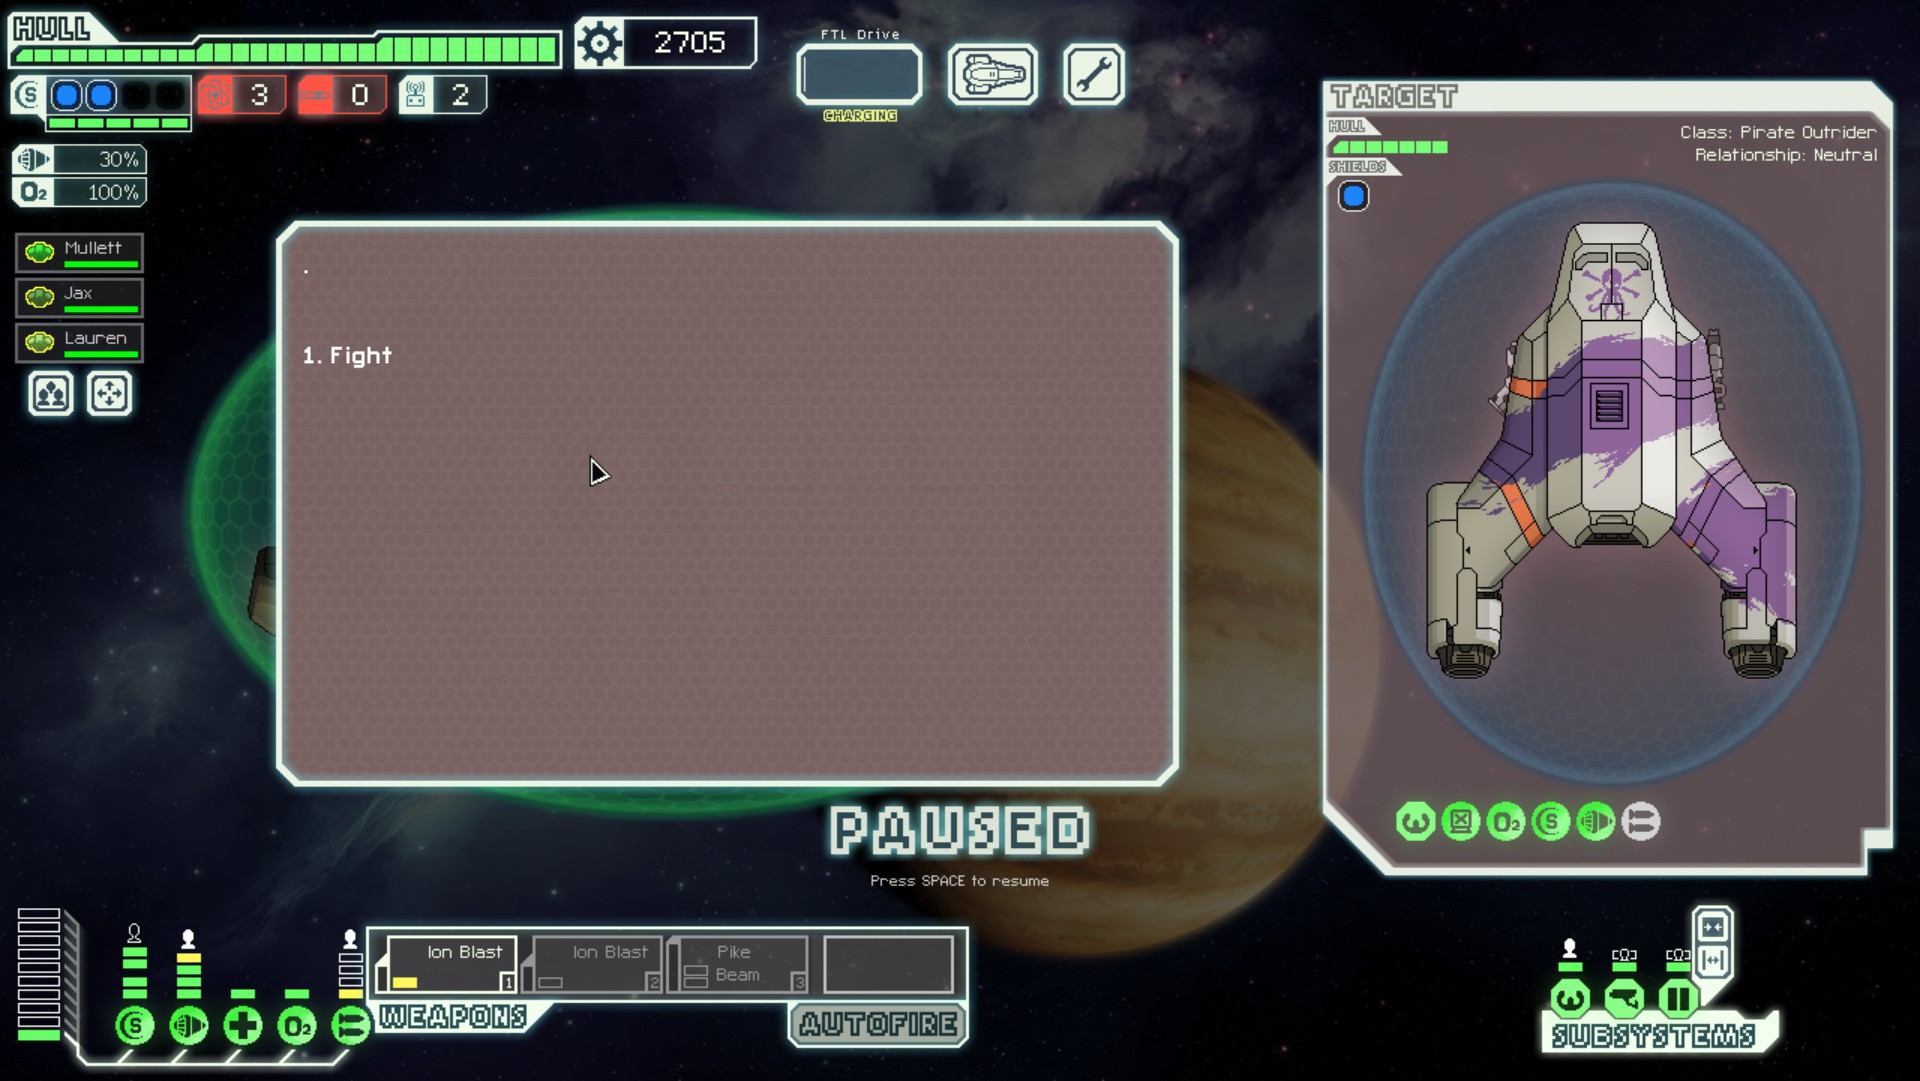 HULL
2705
FTL Drive
CHARGING
3
0
2
30%
O2 100%
Mullett
Jax
Lauren
.
1. Fight
TARGET
HULL
Class: Pirate Outrider
Relationship: Neutral
SHIELDS
PAUSED
Press SPACE to resume
Ion Blast
1
Ion Blast
2
Pike
Beam
3
WEAPONS
AUTOFIRE
SUBSYSTEMS
S
O2
O2
S
S